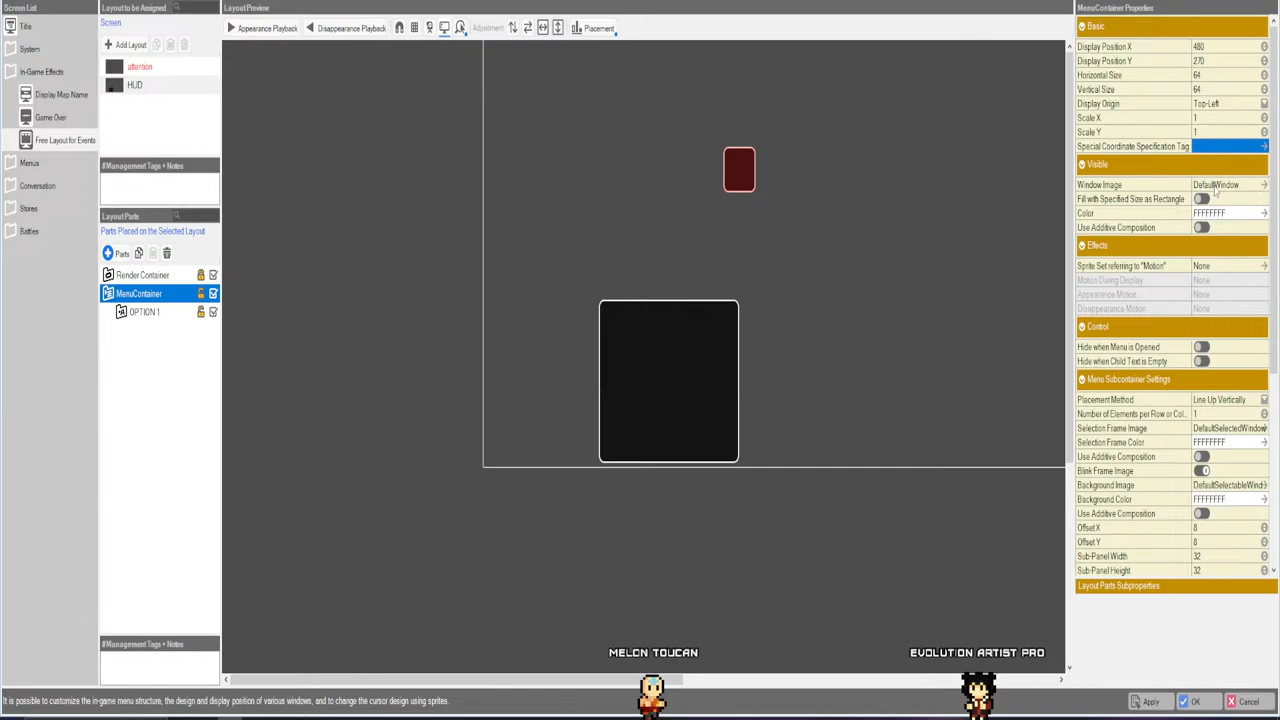 Screen List
Title
System
In-Game Effects
Display Map Name
Game Over
Free Layout for Events
Menus
Conversation
Stores
Battles
Layout to be Assigned
Screen
Add Layout
attention
HUD
#Management Tags + Notes
Layout Parts
Parts Placed on the Selected Layout
Parts
Render Container
MenuContainer
OPTION 1
#Management Tags + Notes
Layout Preview
Appearance Playback
Disappearance Playback
Adjustment
Placement
MELON TOUCAN
EVOLUTION ARTIST PRO
MenuContainer Properties
Basic
Display Position X 480
Display Position Y 270
Horizontal Size 64
Vertical Size 64
Display Origin Top-Left
Scale X 1
Scale Y 1
Special Coordinate Specification Tag
Visible
Window Image DefaultWindow
Fill with Specified Size as Rectangle
Color FFFFFFFF
Use Additive Composition
Effects
Sprite Set referring to "Motion" None
Motion During Display None
Appearance Motion None
Disappearance Motion None
Control
Hide when Menu is Opened
Hide when Child Text is Empty
Menu Subcontainer Settings
Placement Method Line Up Vertically
Number of Elements per Row or Col... 1
Selection Frame Image DefaultSelectedWindow
Selection Frame Color FFFFFFFF
Use Additive Composition
Blink Frame Image
Background Image DefaultSelectableWind
Background Color FFFFFFFF
Use Additive Composition
Offset X 8
Offset Y 8
Sub-Panel Width 32
Sub-Panel Height 32
Layout Parts Subproperties
It is possible to customize the in-game menu structure, the design and display position of various windows, and to change the cursor design using sprites.
Apply
OK
Cancel